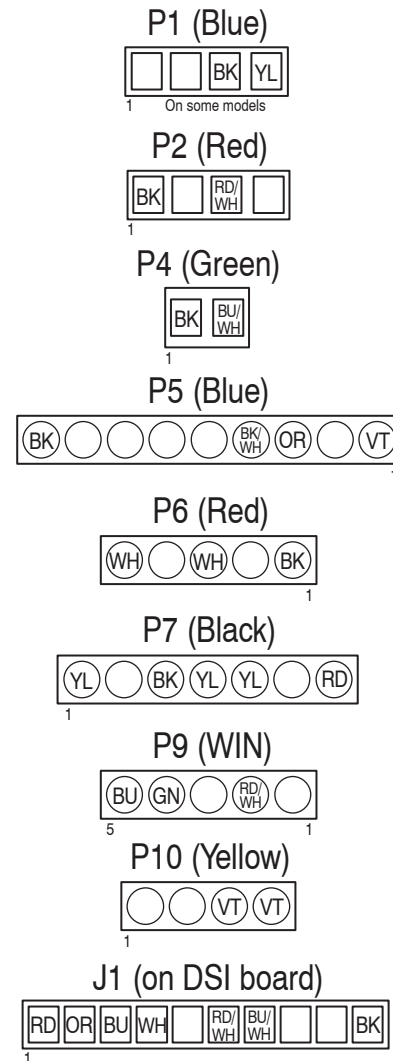 P1 (Blue)
BK YL
1 On some models
P2 (Red)
BK RD/WH
1
P4 (Green)
BK BU/WH
1
P5 (Blue)
BK BK/WH OR VT
1
P6 (Red)
WH WH BK
1
P7 (Black)
YL BK YL YL RD
1
P9 (WIN)
BU GN RD/WH
5 1
P10 (Yellow)
VT VT
1
J1 (on DSI board)
RD OR BU WH RD/WH BU/WH BK
1